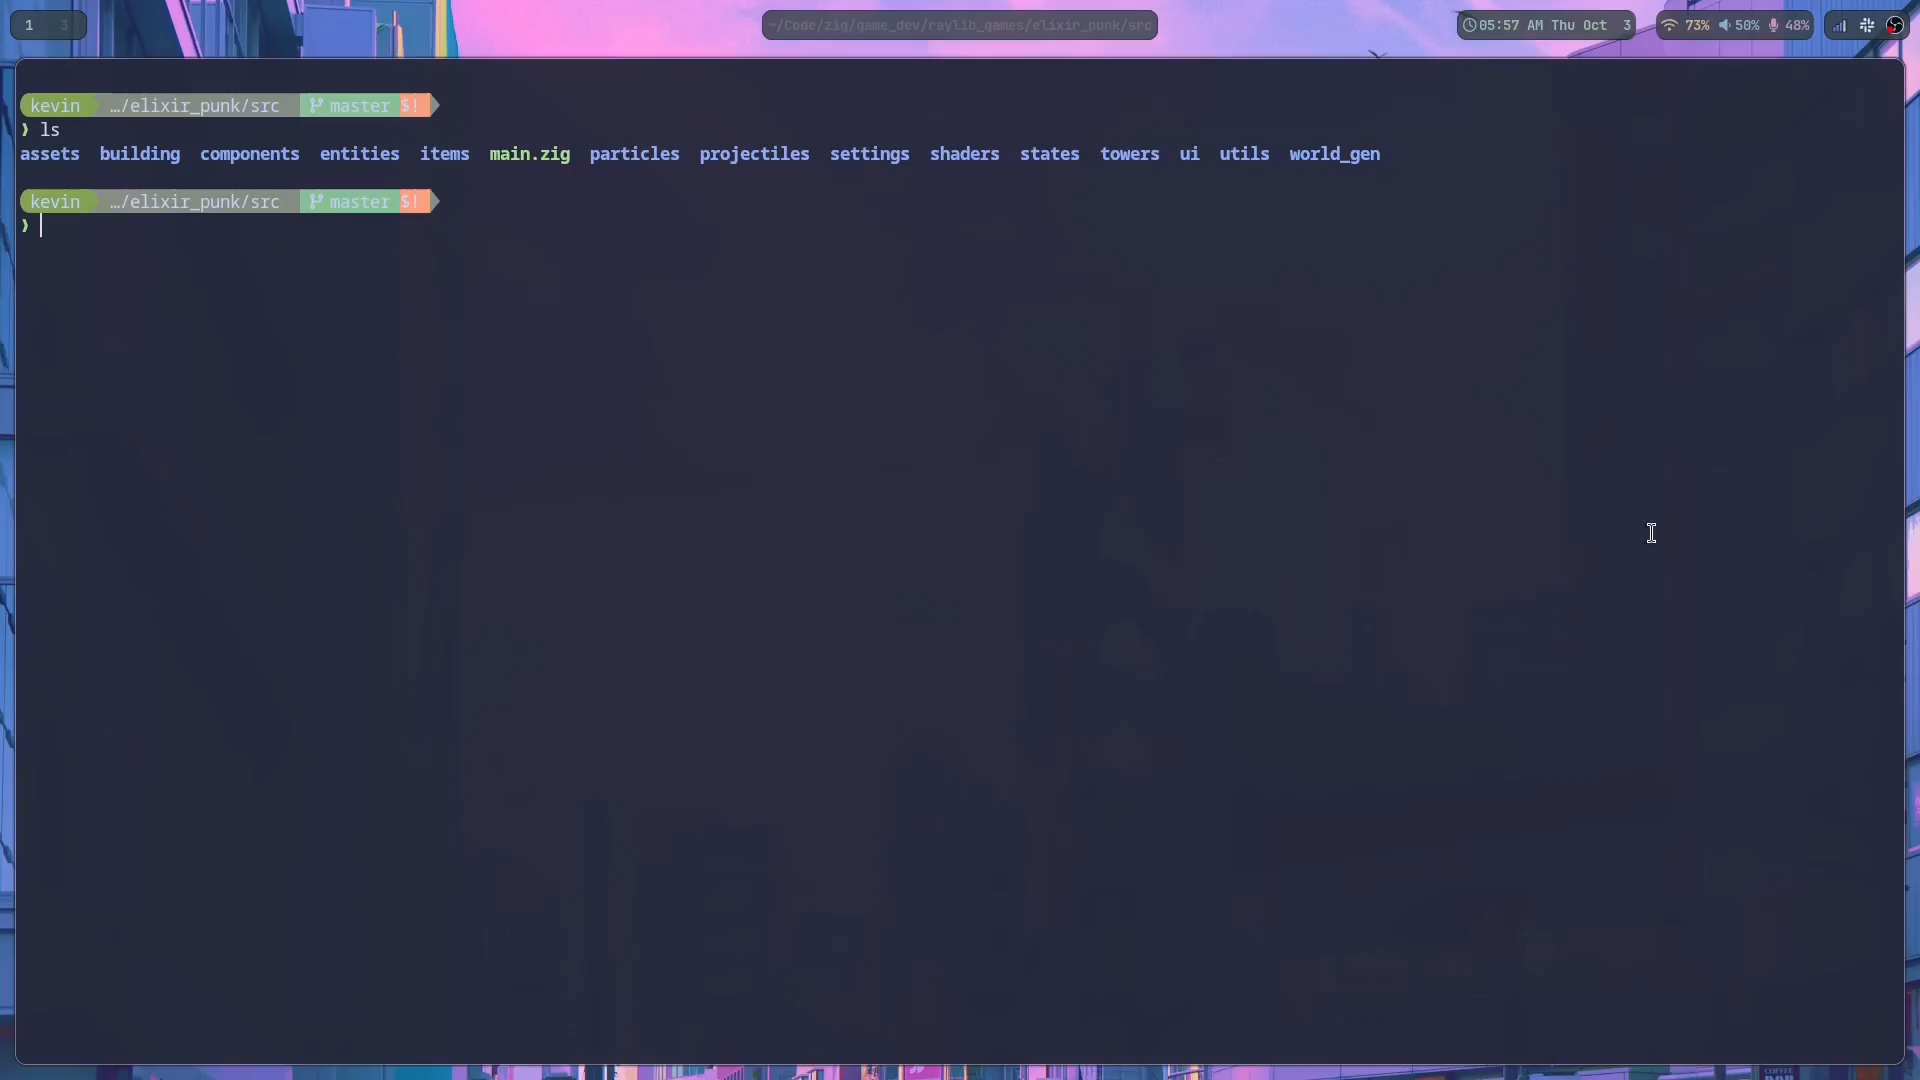 1 3 ~/Code/zig/game_dev/raylib_games/elixir_punk/src 05:57 AM Thu Oct 3 73% 50% 48%
kevin …/elixir_punk/src master $!
❯ ls
assets building components entities items main.zig particles projectiles settings shaders states towers ui utils world_gen
kevin …/elixir_punk/src master $!
❯
COFFEE